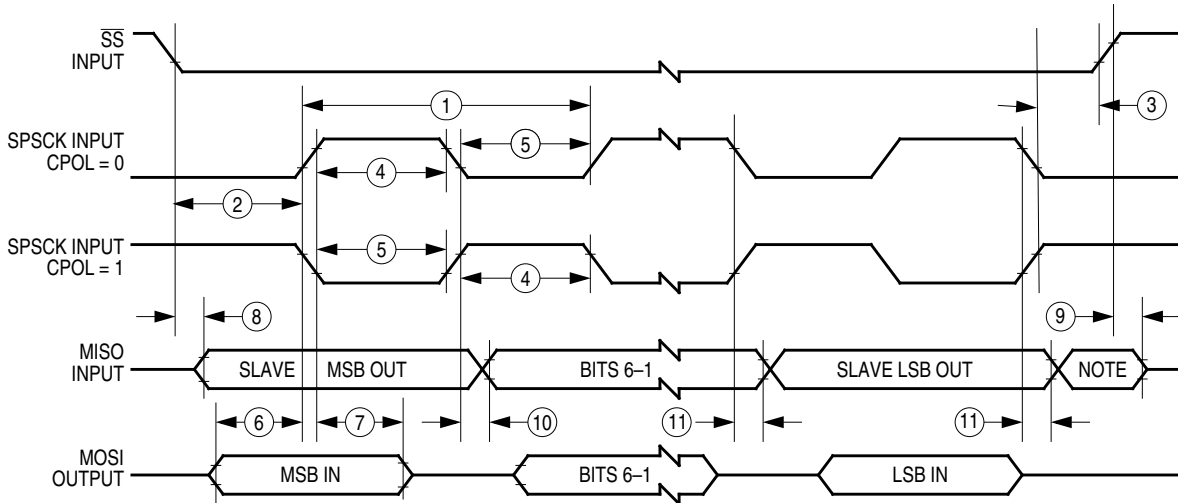 SS
INPUT
3
1
SPSCK INPUT
CPOL = 0
5
4
2
SPSCK INPUT
CPOL = 1
5
4
8
9
MISO
INPUT
SLAVE MSB OUT
BITS 6–1
SLAVE LSB OUT
NOTE
6
7
10
11
11
MOSI
OUTPUT
MSB IN
BITS 6–1
LSB IN